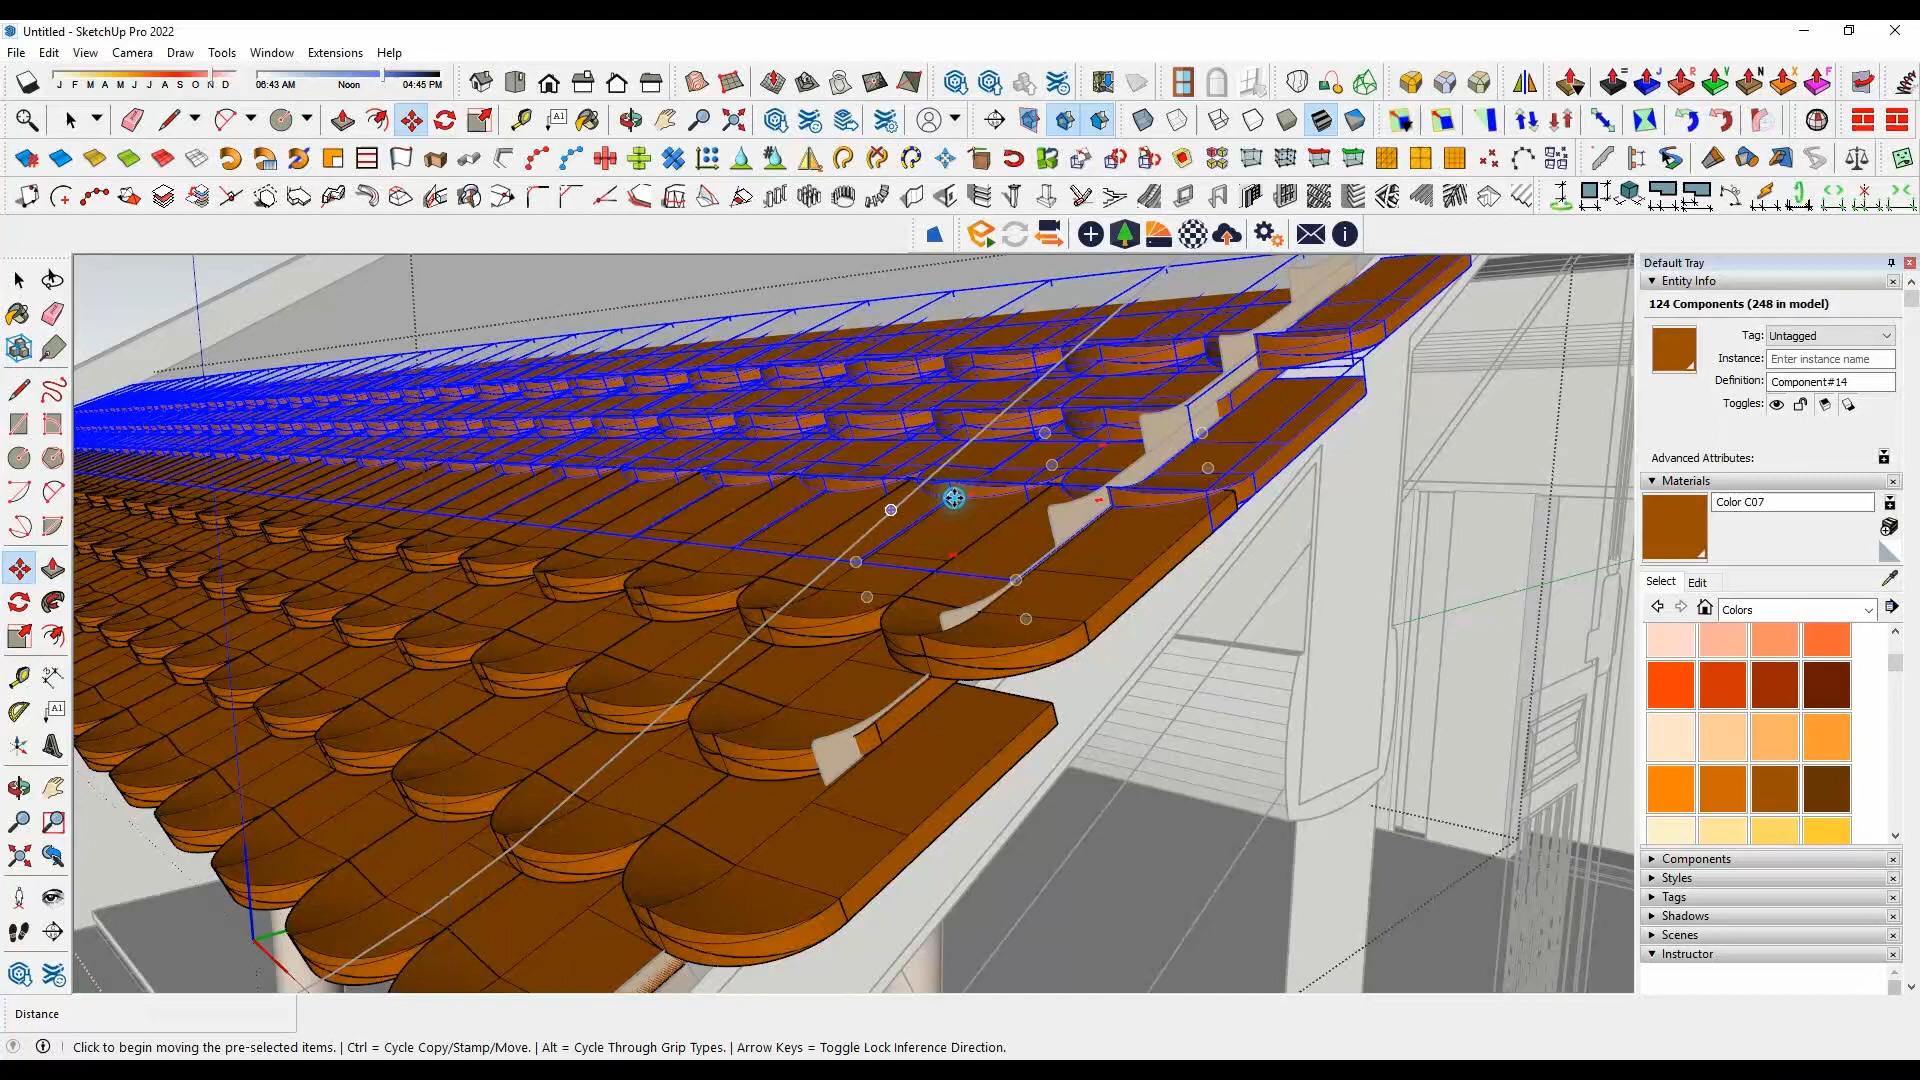 Untitled - SketchUp Pro 2022
File Edit View Camera Draw Tools Window Extensions Help
J F M A M J J A S O N D 06:43 AM Noon 04:45 PM
A1
Default Tray
Entity Info
124 Components (248 in model)
Tag: Untagged
Instance: Enter instance name
Definition: Component#14
Toggles:
Advanced Attributes:
Materials
Color C07
Select Edit
Colors
A1
Components
Styles
Tags
Shadows
Scenes
Instructor
Distance
Click to begin moving the pre-selected items. | Ctrl = Cycle Copy/Stamp/Move. | Alt = Cycle Through Grip Types. | Arrow Keys = Toggle Lock Inference Direction.